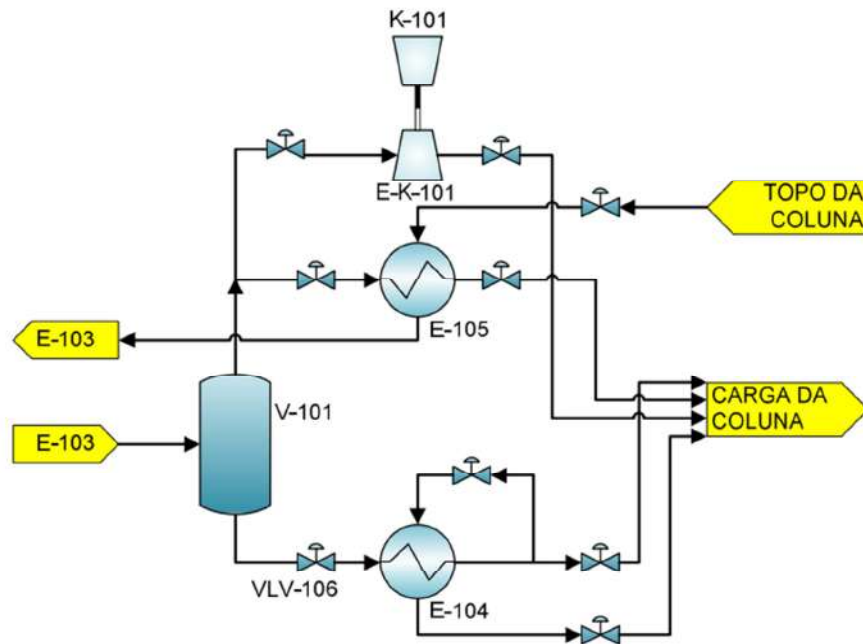 K-101
E-K-101
TOPO DA
COLUNA
E-105
E-103
V-101
E-103
CARGA DA
COLUNA
VLV-106
E-104